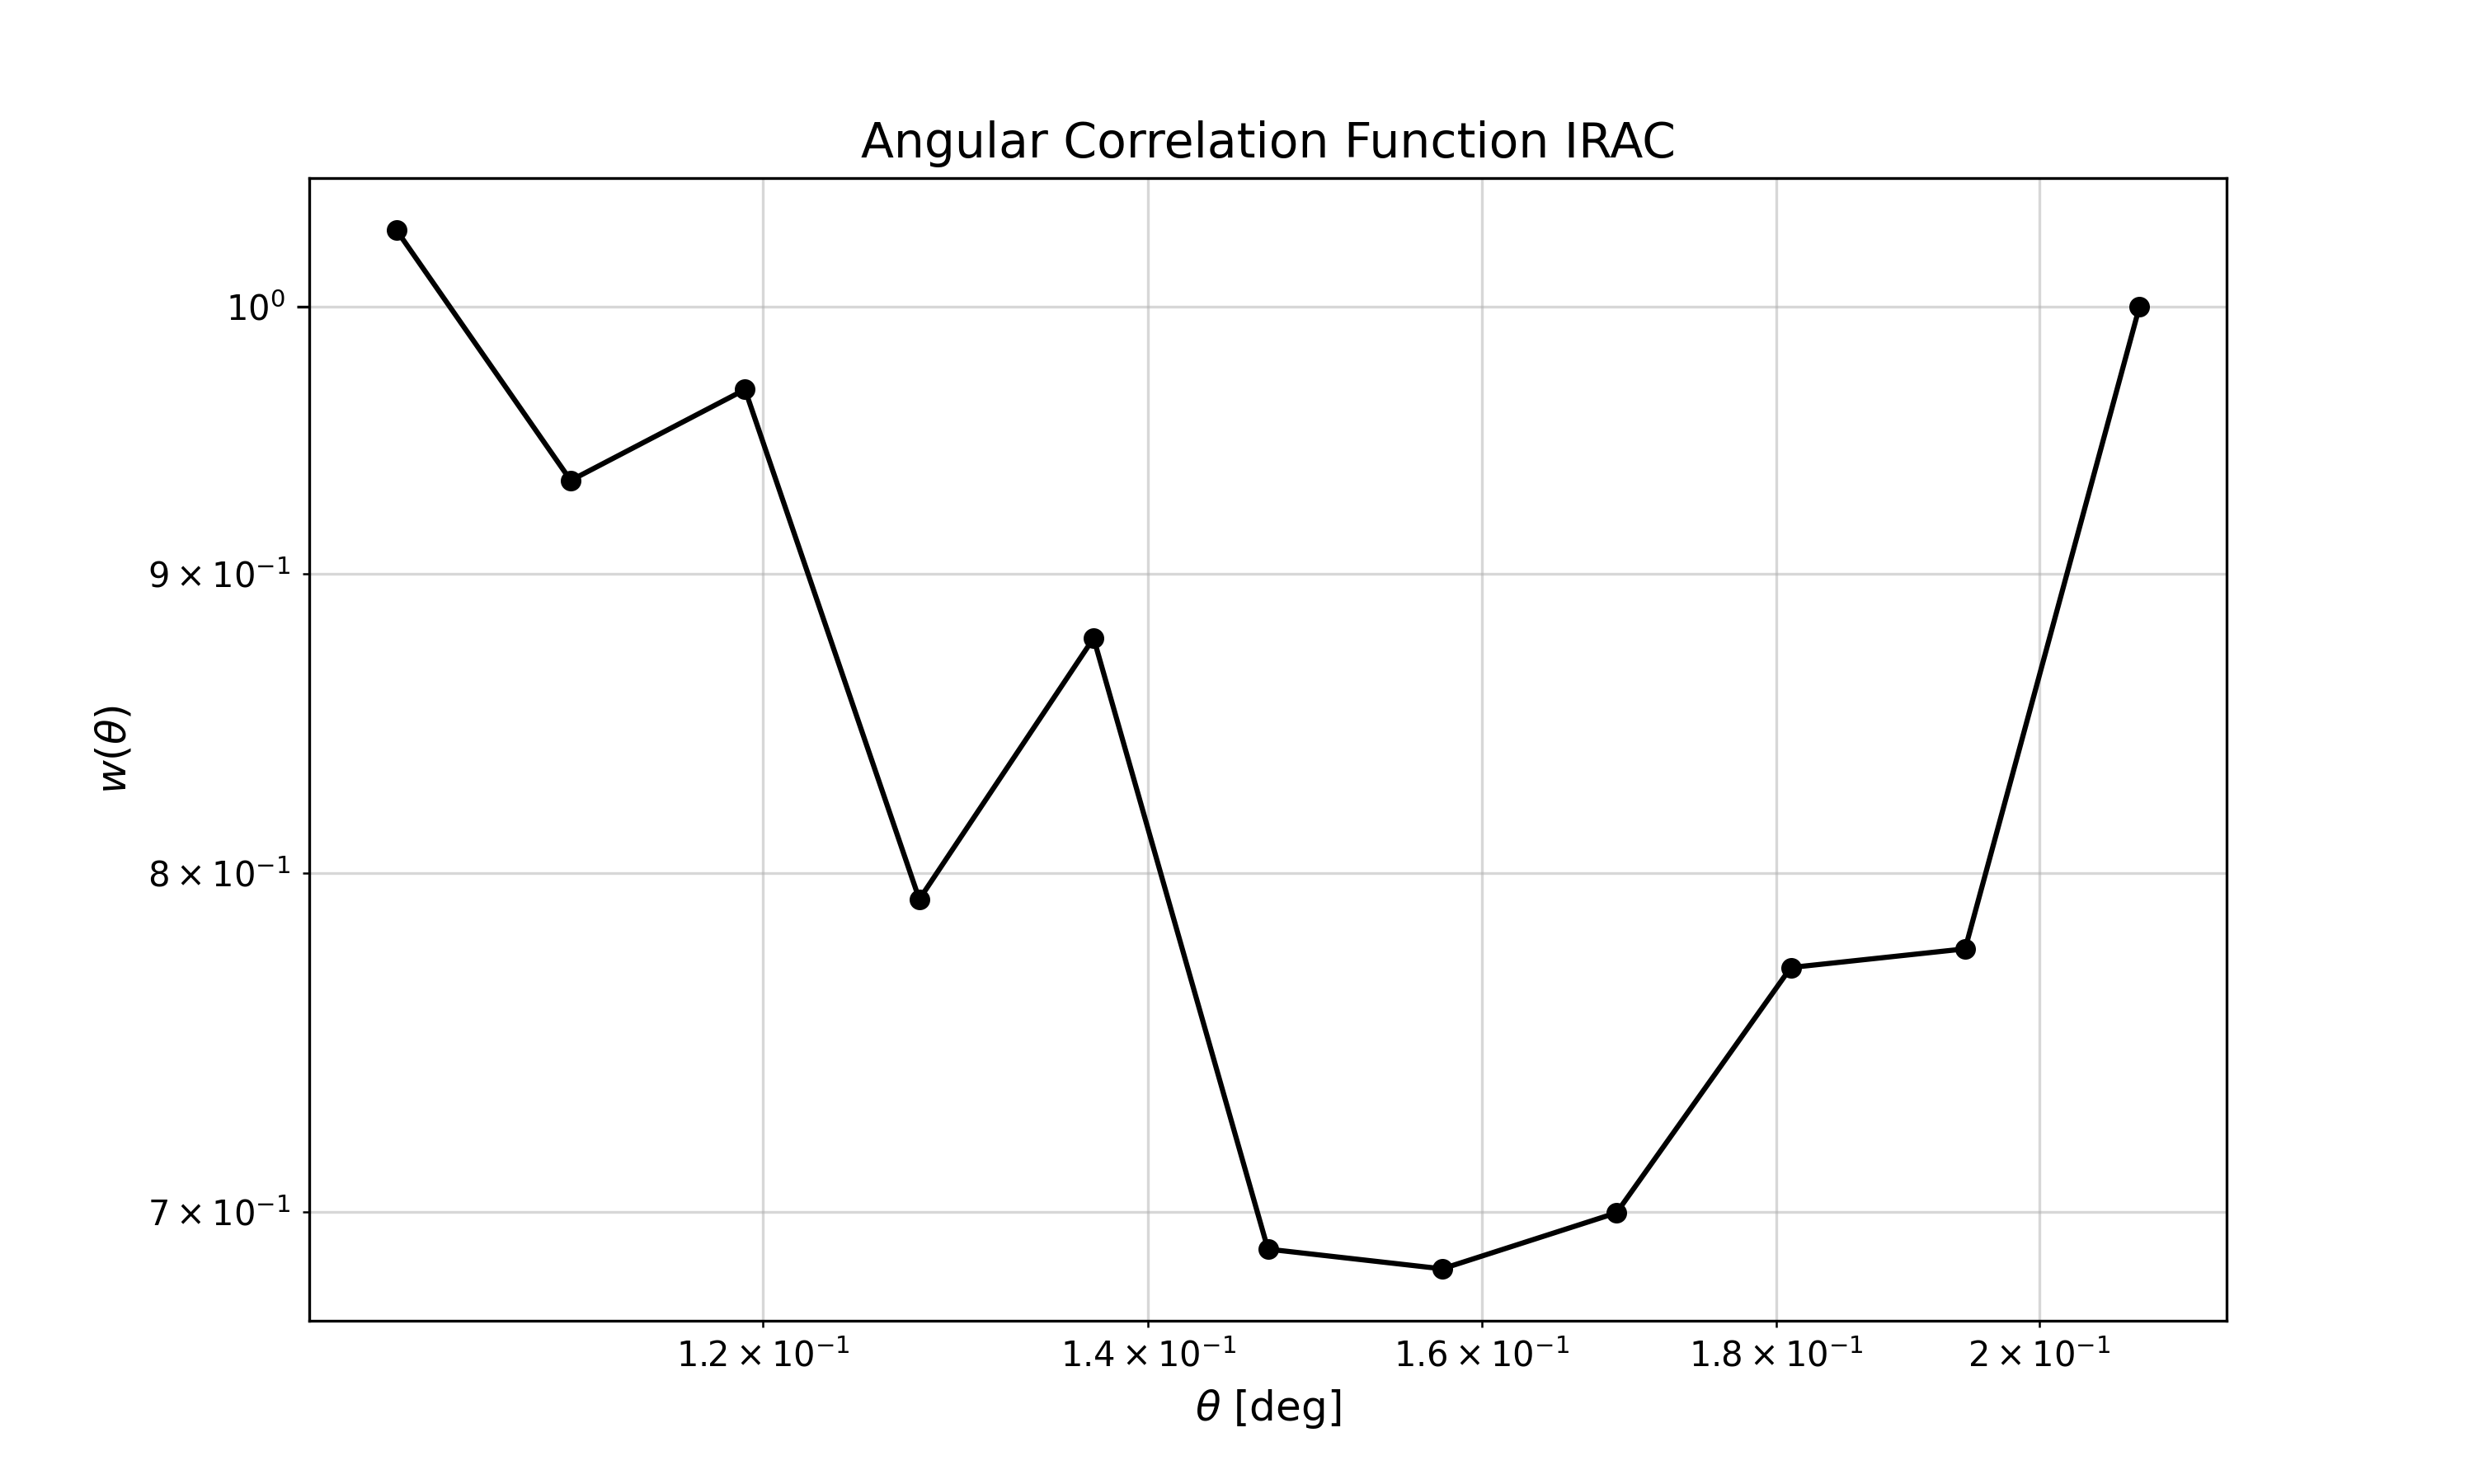 Angular Correlation Function IRAC
10⁰
9 × 10⁻¹
8 × 10⁻¹
7 × 10⁻¹
w(θ)
1.2 × 10⁻¹ 1.4 × 10⁻¹ 1.6 × 10⁻¹ 1.8 × 10⁻¹ 2 × 10⁻¹
θ [deg]